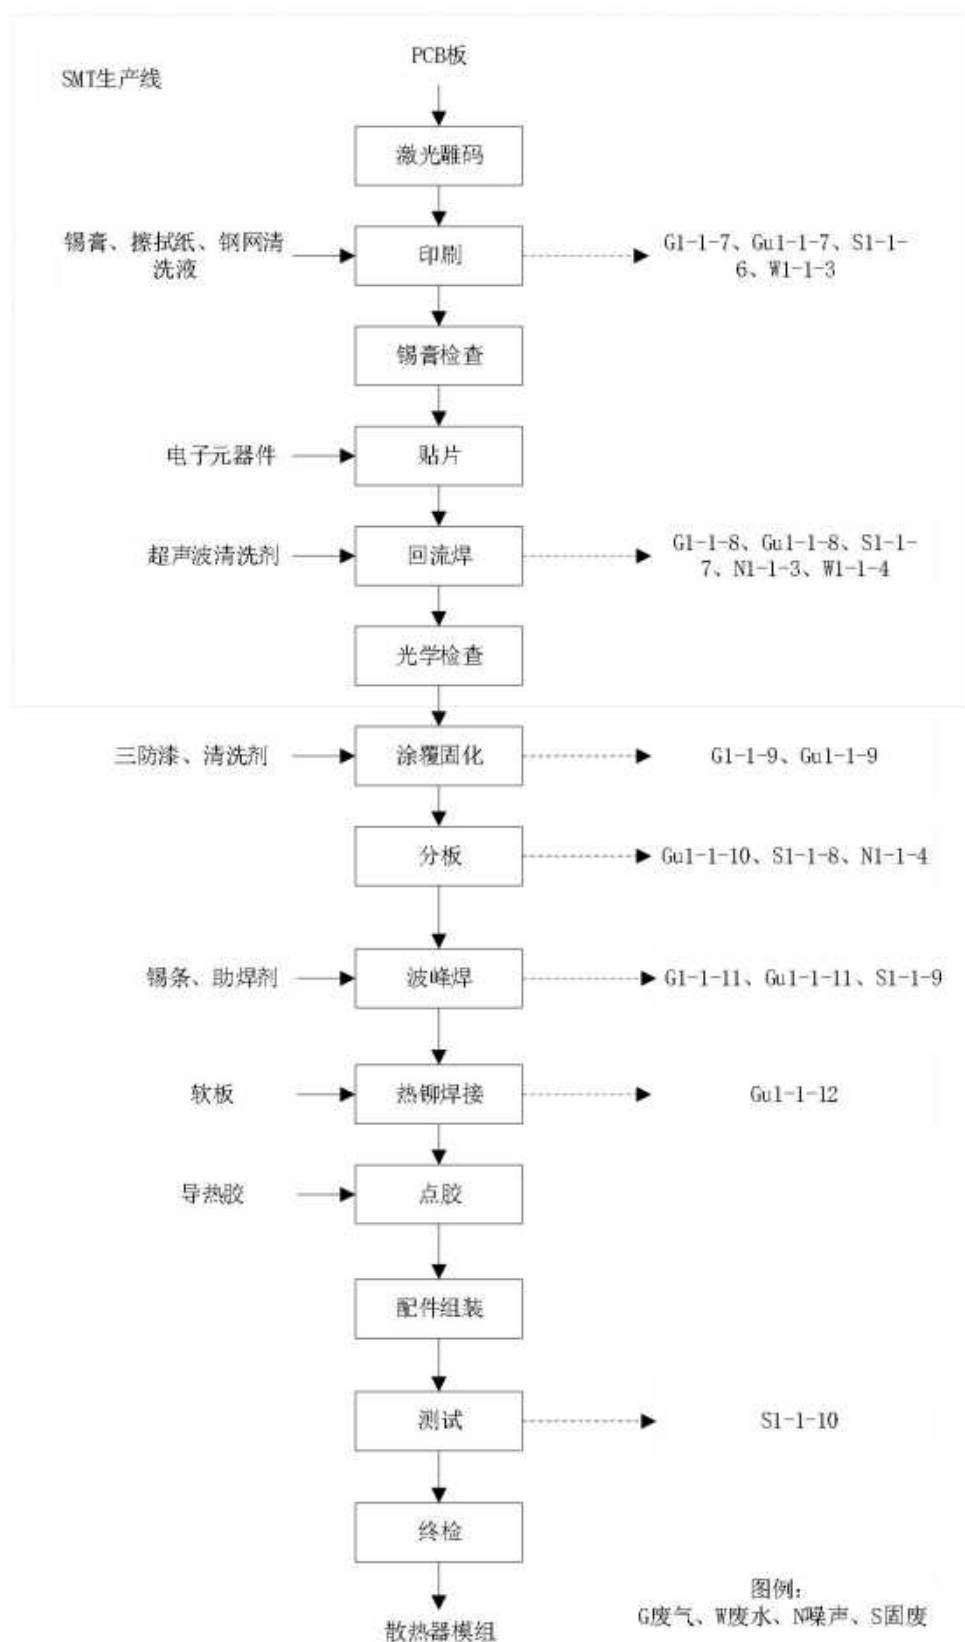 PCB板
SMT生产线
激光雕码
锡膏、擦拭纸、钢网清
洗液
印刷
G1-1-7、Gu1-1-7、S1-1-
6、W1-1-3
锡膏检查
电子元器件
贴片
超声波清洗剂
回流焊
G1-1-8、Gu1-1-8、S1-1-
7、N1-1-3、W1-1-4
光学检查
三防漆、清洗剂
涂覆固化
G1-1-9、Gu1-1-9
分板
Gu1-1-10、S1-1-8、N1-1-4
锡条、助焊剂
波峰焊
G1-1-11、Gu1-1-11、S1-1-9
软板
热铆焊接
Gu1-1-12
导热胶
点胶
配件组装
测试
S1-1-10
终检
散热器模组
图例：
G废气、W废水、N噪声、S固废